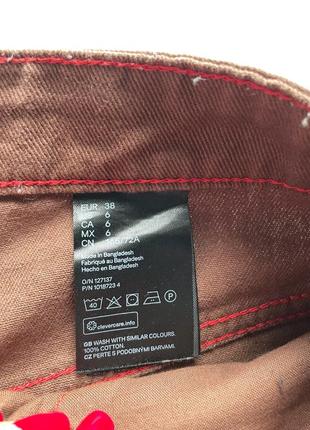 EUR 38
US 6
CA 6
MX 6
CN 165/72A
Made in Bangladesh
Fabriqué au Bangladesh
Hecho en Bangladesh
O/N 127137
P/N 1018723 4
40 P
clevercare.info
GB WASH WITH SIMILAR COLOURS.
100% COTTON.
CZ PERTE S PODOBNÝMI BARVAMI.